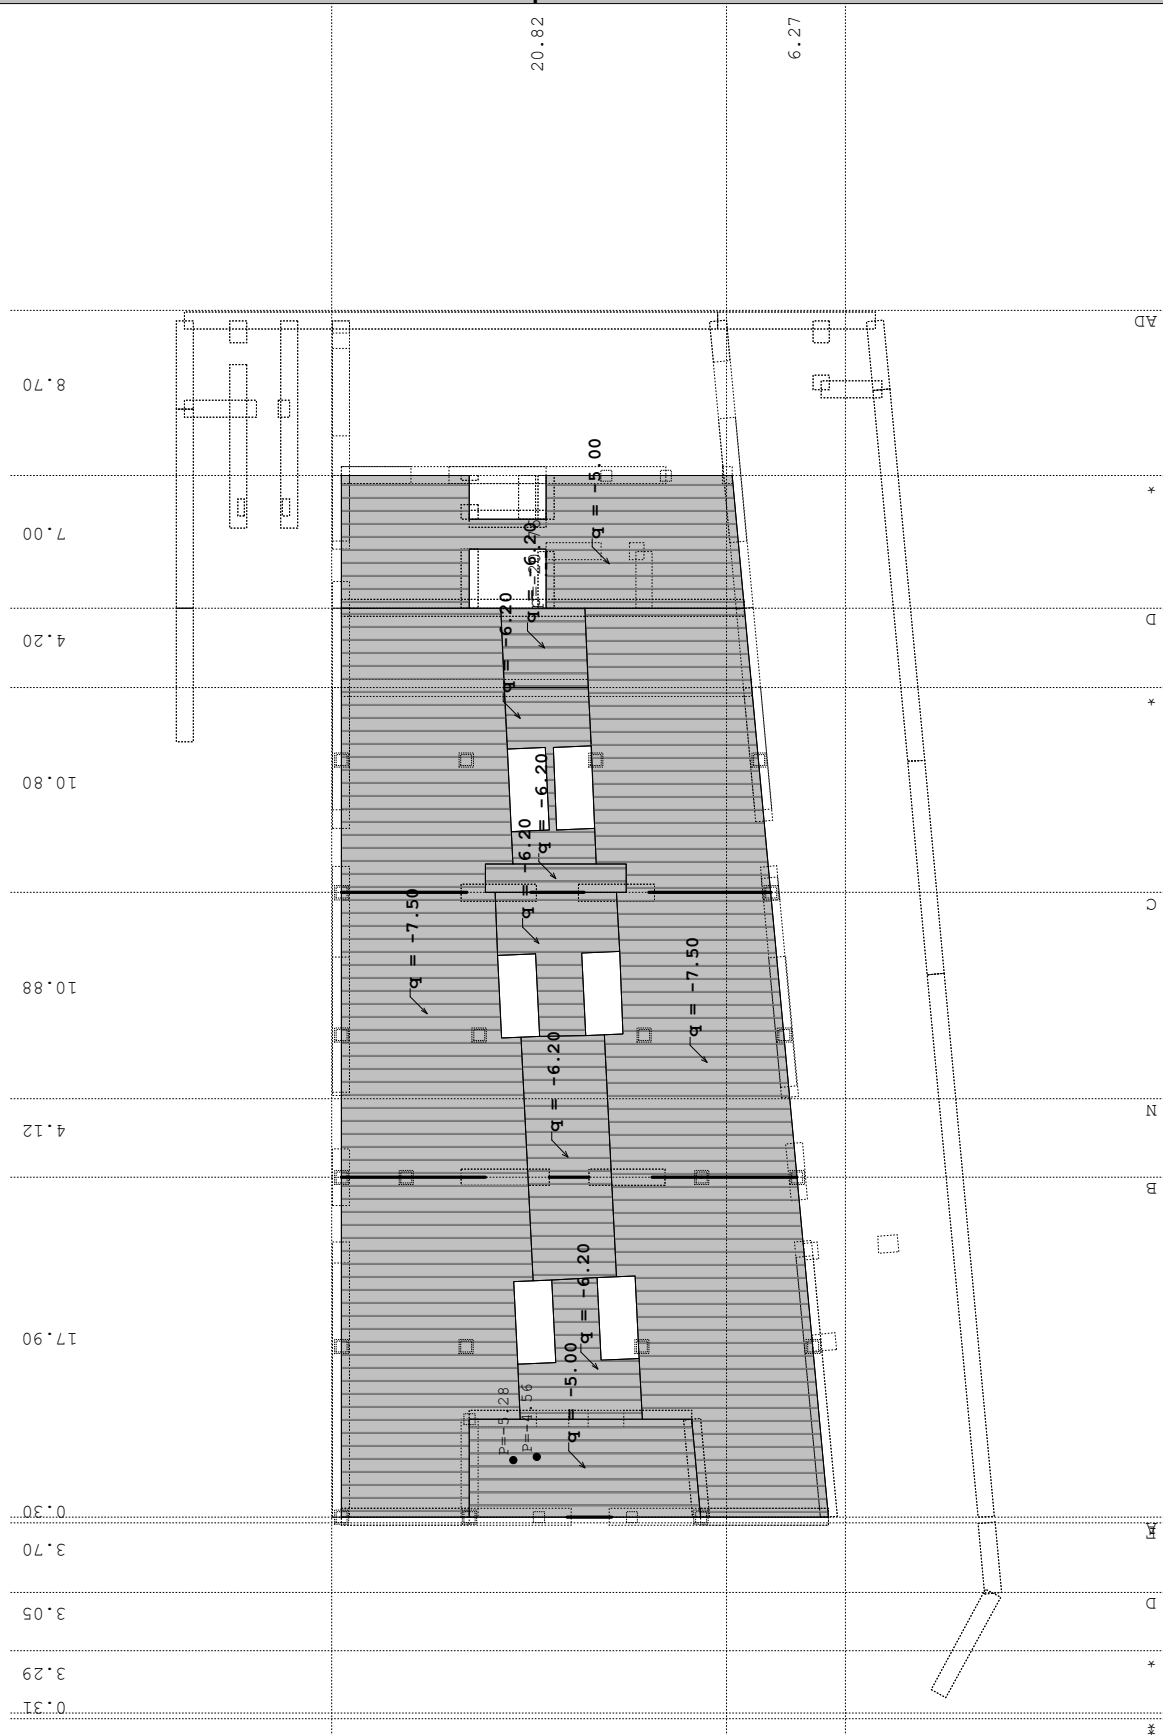 20.82
6.27
AD
8.70
*
7.00
q = -5.00
q = -6.20
D
4.20
q = -6.20
*
10.80
q = -6.20
q = -6.20
C
q = -7.50
10.88
q = -7.50
q = -6.20
N
4.12
B
q = -6.20
17.90
q = -5.00
P=-5.28
P=-4.56
0.30
A
3.70
D
3.05
*
3.29
0.31
*